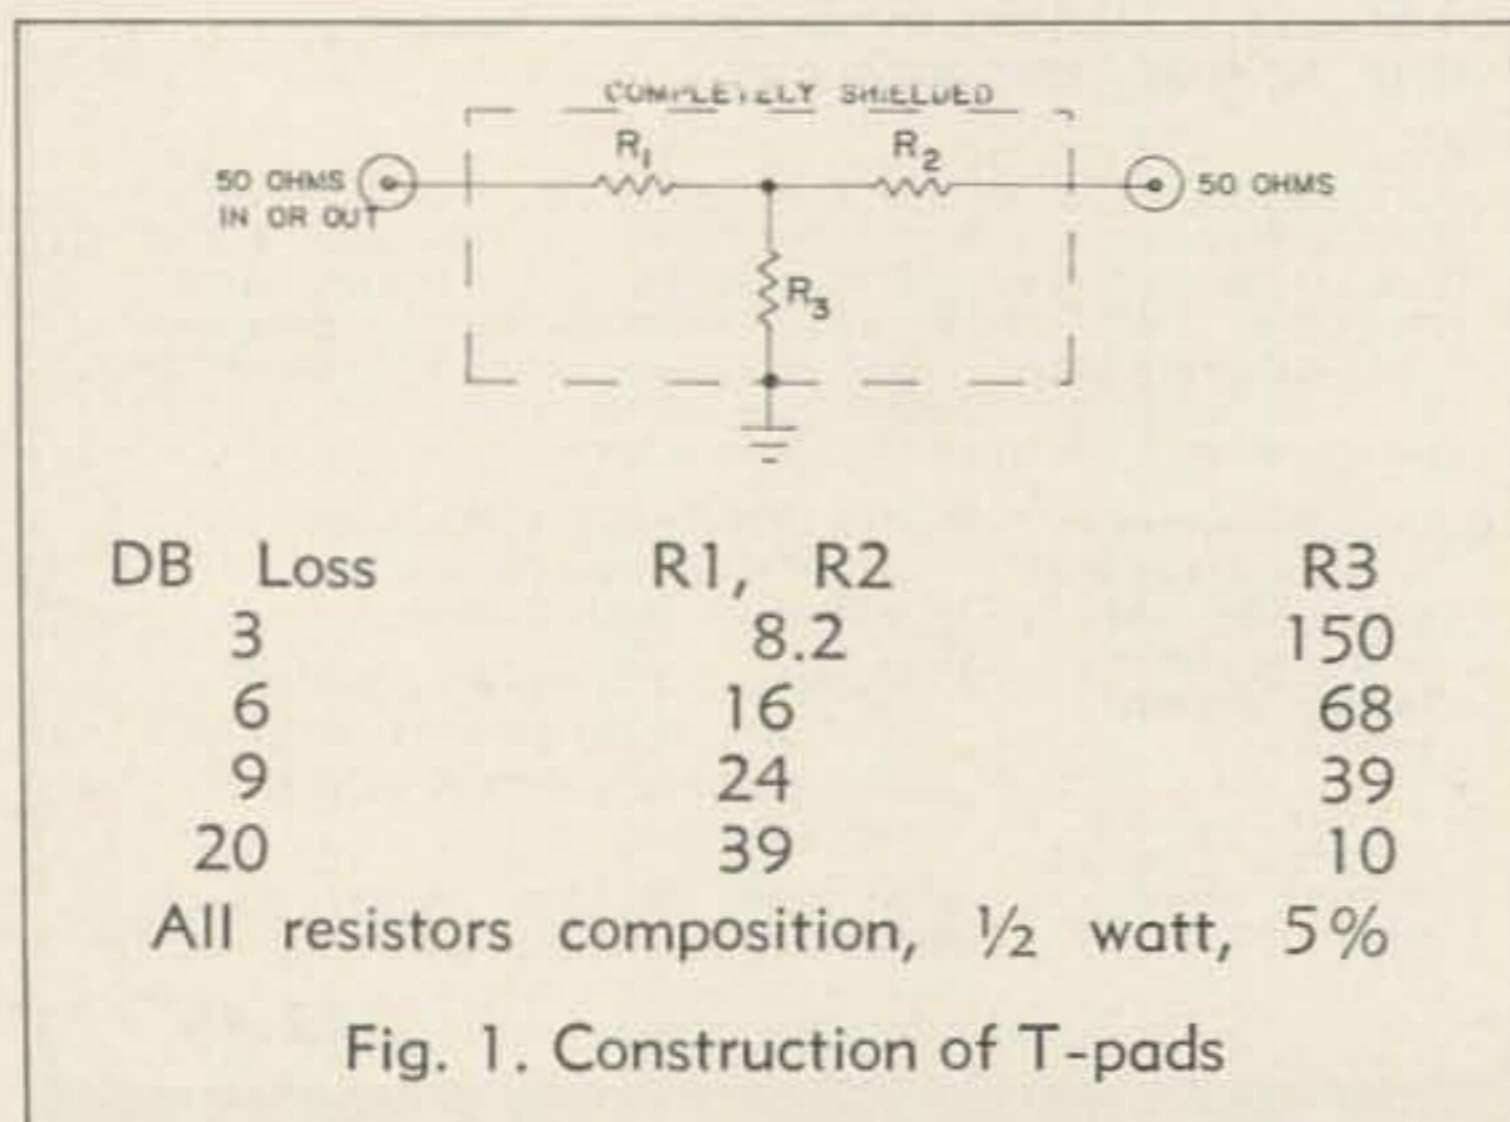 COMPLETELY SHIELDED
R1 R2
50 OHMS 50 OHMS
IN OR OUT
R3
DB Loss R1, R2 R3
3 8.2 150
6 16 68
9 24 39
20 39 10
All resistors composition, ½ watt, 5%
Fig. 1. Construction of T-pads